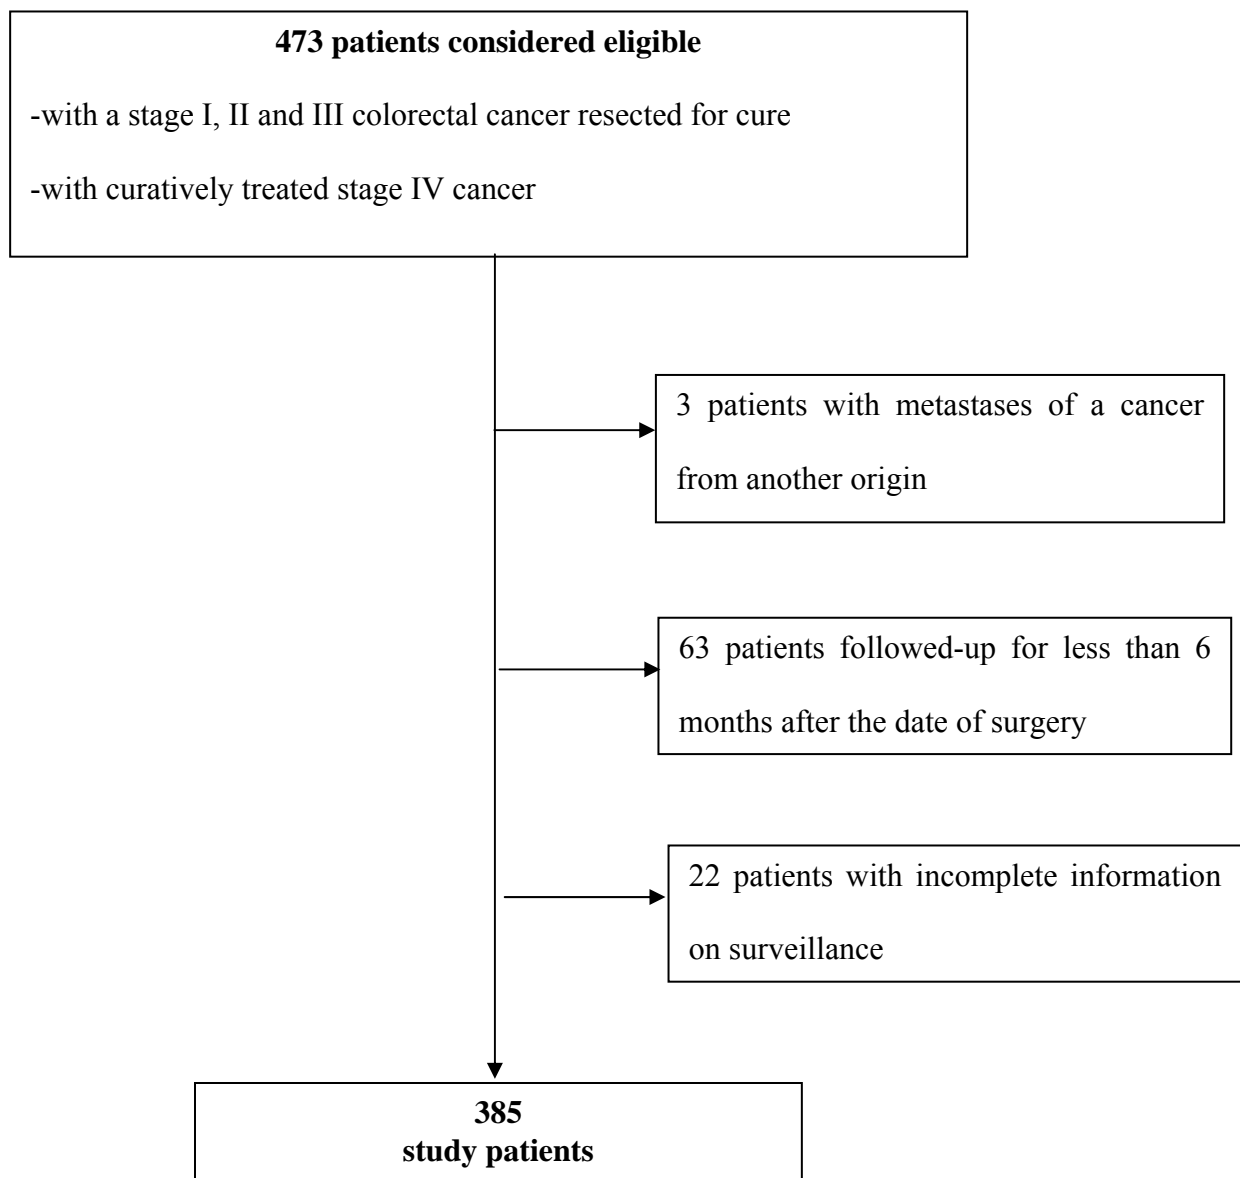 473 patients considered eligible
-with a stage I, II and III colorectal cancer resected for cure
-with curatively treated stage IV cancer
3 patients with metastases of a cancer
from another origin
63 patients followed-up for less than 6
months after the date of surgery
22 patients with incomplete information
on surveillance
385
study patients